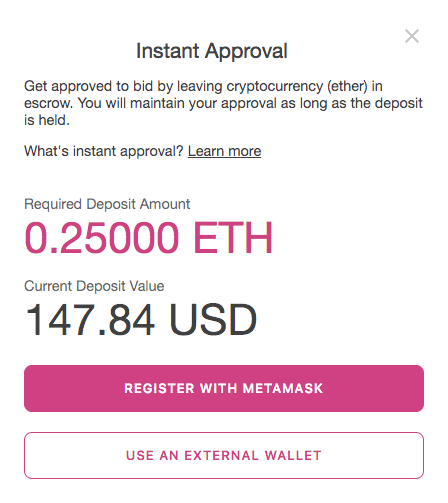 Instant Approval
Get approved to bid by leaving cryptocurrency (ether) in
escrow. You will maintain your approval as long as the deposit
is held.
What's instant approval? Learn more
Required Deposit Amount
0.25000 ETH
Current Deposit Value
147.84 USD
REGISTER WITH METAMASK
USE AN EXTERNAL WALLET